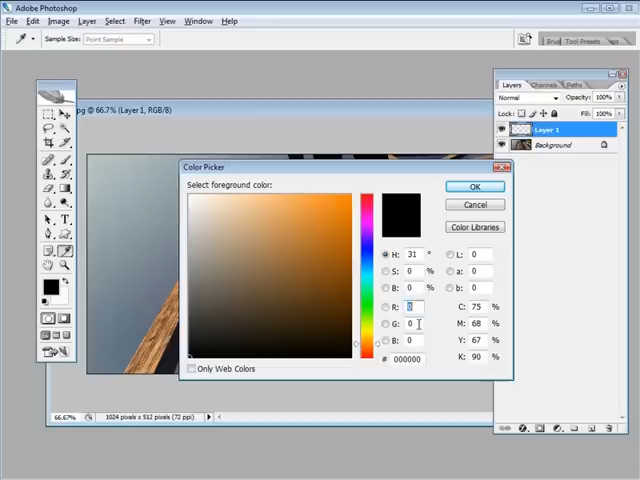 Adobe Photoshop
File Edit Image Layer Select Filter View Window Help
Sample Size: Point Sample
Brus Tool Presets
Layers Channels Paths
pg @ 66.7% (Layer 1, RGB/8)
Normal Opacity: 100%
Lock: Fill: 100%
Layer 1
Background
Color Picker
Select foreground color:
OK
Cancel
Color Libraries
H: 31 ° L: 0
S: 0 % a: 0
B: 0 % b: 0
R: 0 C: 75 %
G: 0 M: 68 %
B: 0 Y: 67 %
# 000000 K: 90 %
Only Web Colors
66.67% 1024 pixels x 512 pixels (72 ppi)